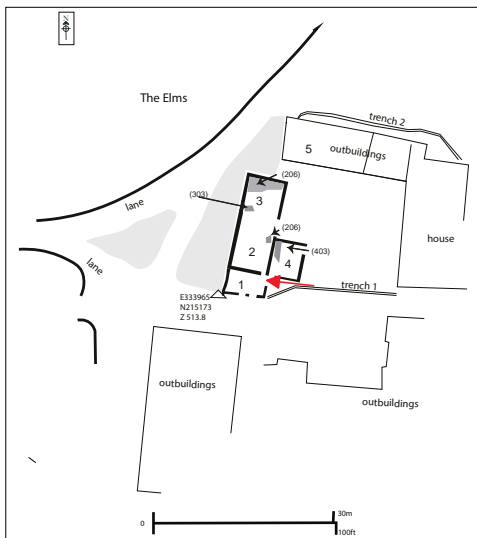 N
The Elms
trench 2
5
outbuildings
(206)
3
(303)
lane
(206)
house
2
(403)
lane
4
1
trench 1
E333965
N215173
Z 513.8
outbuildings
outbuildings
0
30m
100ft